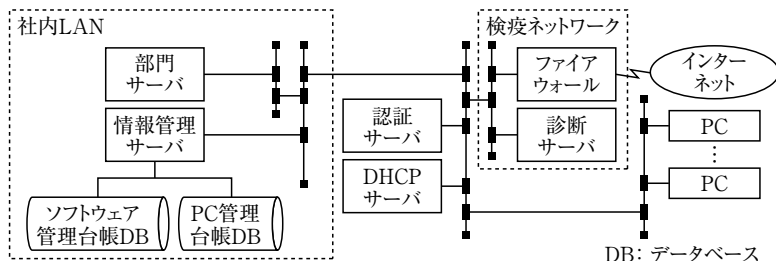 社内LAN
検疫ネットワーク
部門
サーバ
ファイア
ウォール
インター
ネット
情報管理
サーバ
認証
サーバ
診断
サーバ
PC
⋮
PC
DHCP
サーバ
ソフトウェア
管理台帳DB
PC管理
台帳DB
DB: データベース